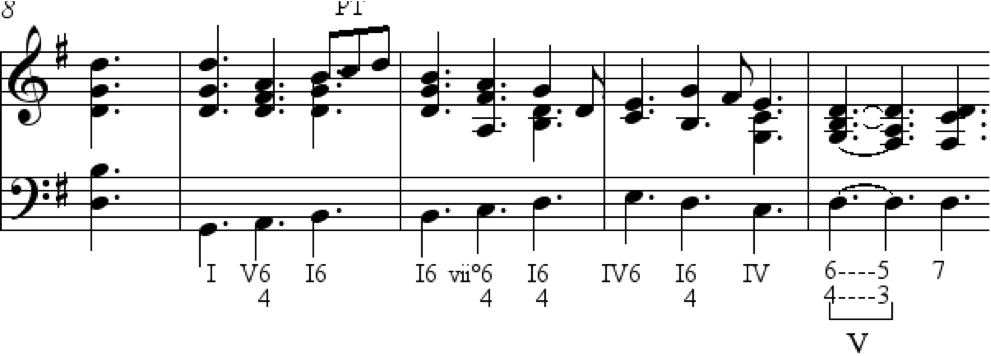 8 PT
I V6 I6 I6 vii°6 I6 IV6 I6 IV 6----5 7
4 4 4 4 4----3
V